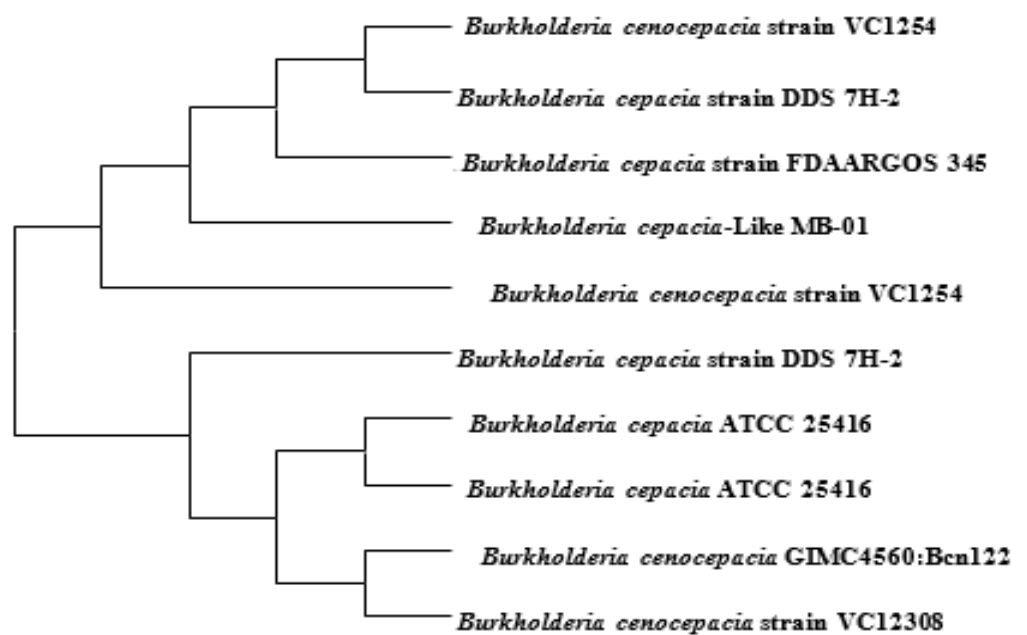 Burkholderia cenocepacia strain VC1254
Burkholderia cepacia strain DDS 7H-2
Burkholderia cepacia strain FDAARGOS 345
Burkholderia cepacia-Like MB-01
Burkholderia cenocepacia strain VC1254
Burkholderia cepacia strain DDS 7H-2
Burkholderia cepacia ATCC 25416
Burkholderia cepacia ATCC 25416
Burkholderia cenocepacia GIMC4560:Bcn122
Burkholderia cenocepacia strain VC12308